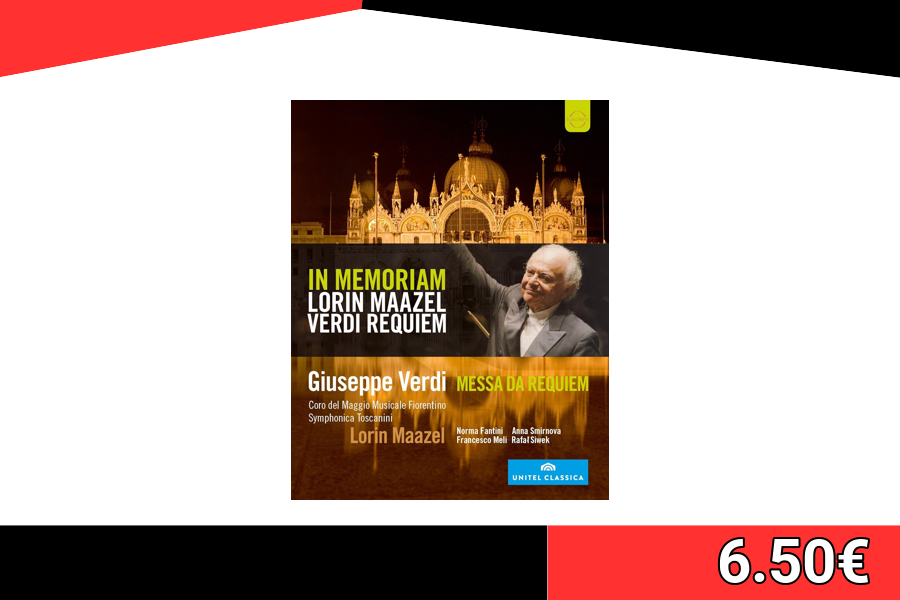 IN MEMORIAM
LORIN MAAZEL
VERDI REQUIEM
Giuseppe Verdi MESSA DA REQUIEM
Coro del Maggio Musicale Fiorentino
Symphonica Toscanini
Lorin Maazel
Norma Fantini Anna Smirnova
Francesco Meli Rafał Siwek
UNITEL CLASSICA
6.50€